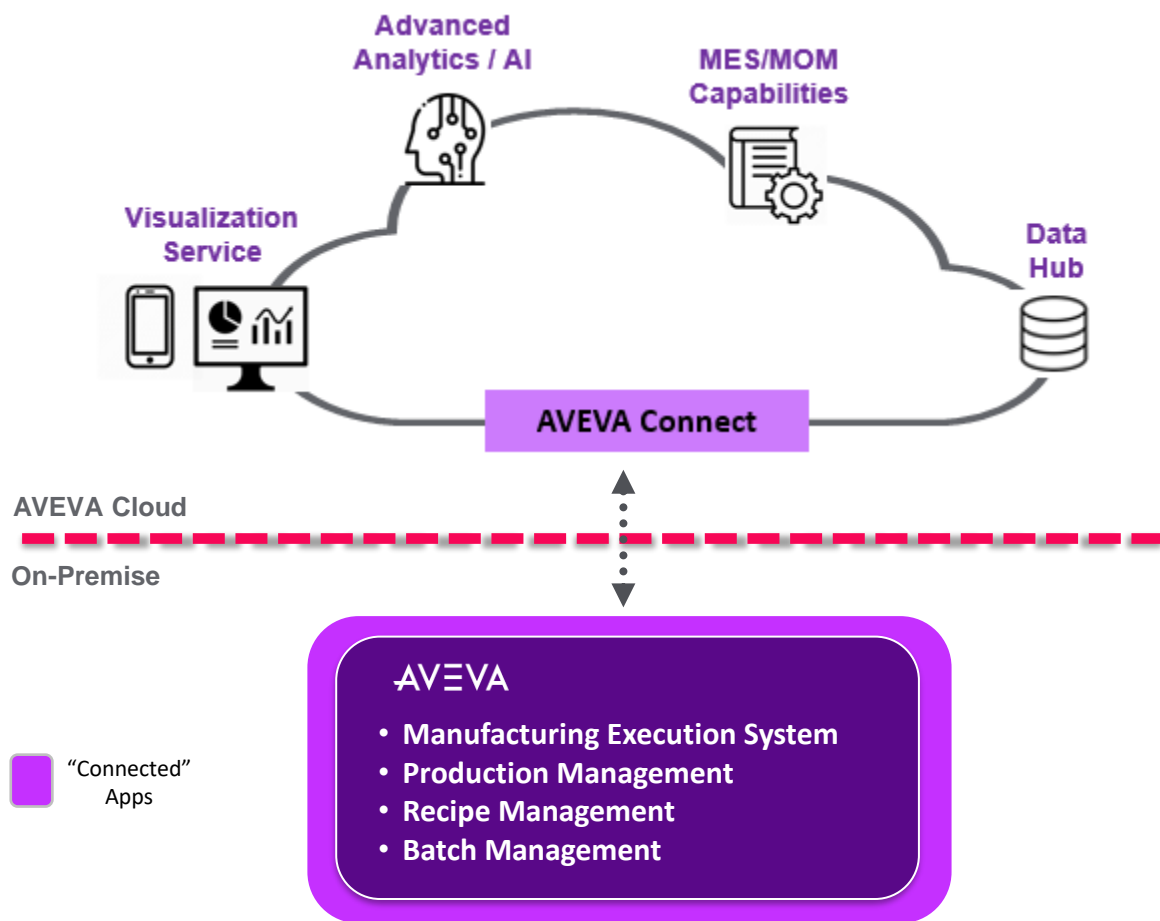 Advanced
Analytics / AI
MES/MOM
Capabilities
Visualization
Service
Data
Hub
AVEVA Connect
AVEVA Cloud
On-Premise
AVEVA
• Manufacturing Execution System
• Production Management
• Recipe Management
• Batch Management
“Connected”
Apps